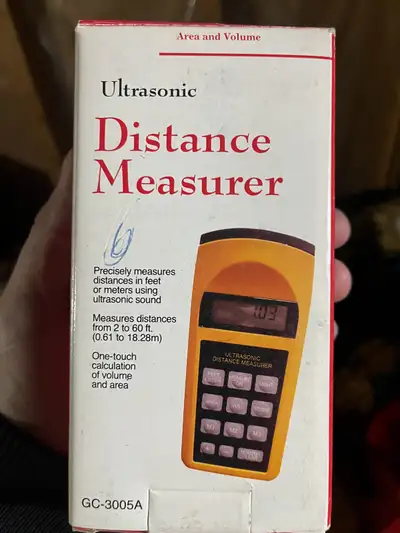 Area and Volume
Ultrasonic
Distance
Measurer
Precisely measures
distances in feet
or meters using
ultrasonic sound
Measures distances
from 2 to 60 ft.
(0.61 to 18.28m)
One-touch
calculation
of volume
and area
1.03
ULTRASONIC
DISTANCE MEASURER
GC-3005A